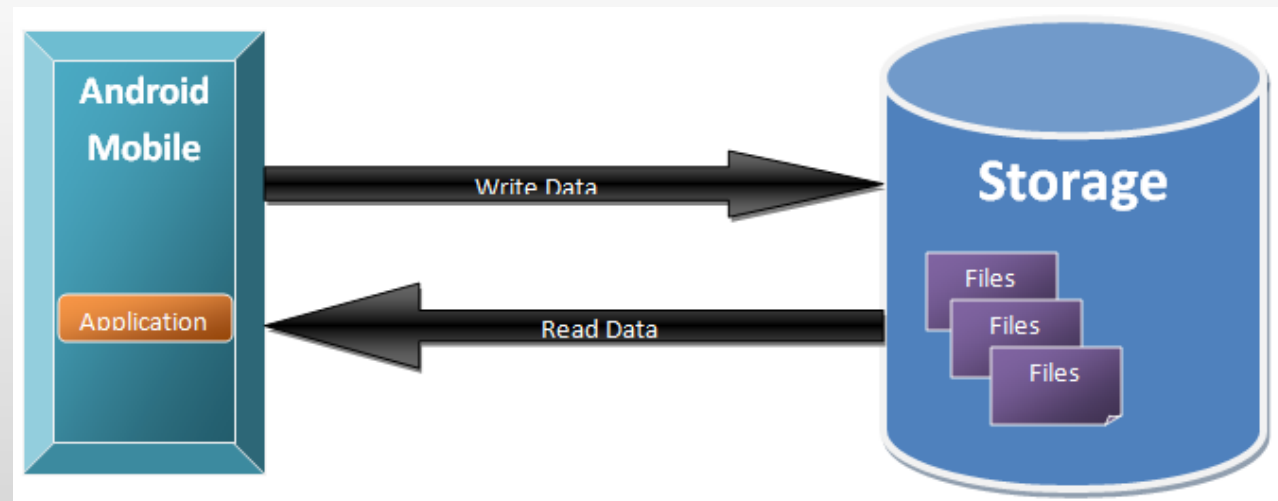 Android
Mobile
Application
Write Data
Read Data
Storage
Files
Files
Files